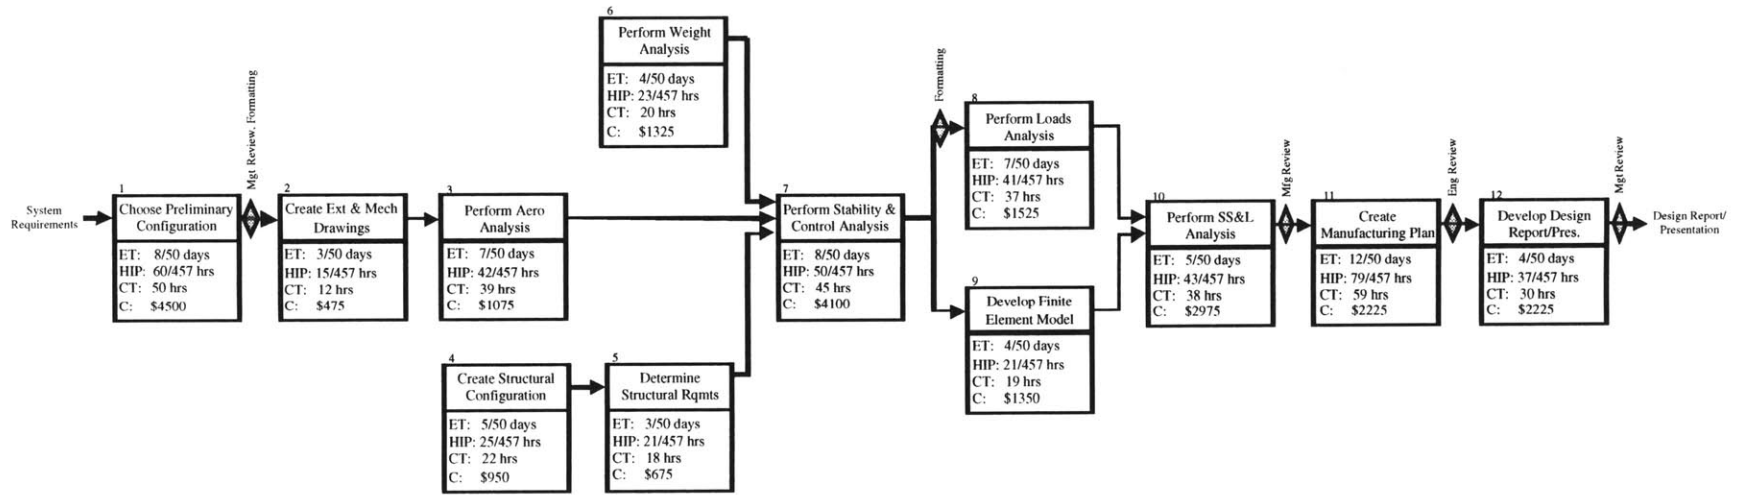 System
Requirements
1
Choose Preliminary
Configuration
ET: 8/50 days
HIP: 60/457 hrs
CT: 50 hrs
C: $4500
Mgt Review, Formatting
2
Create Ext & Mech
Drawings
ET: 3/50 days
HIP: 15/457 hrs
CT: 12 hrs
C: $475
3
Perform Aero
Analysis
ET: 7/50 days
HIP: 42/457 hrs
CT: 39 hrs
C: $1075
4
Create Structural
Configuration
ET: 5/50 days
HIP: 25/457 hrs
CT: 22 hrs
C: $950
5
Determine
Structural Rqmts
ET: 3/50 days
HIP: 21/457 hrs
CT: 18 hrs
C: $675
6
Perform Weight
Analysis
ET: 4/50 days
HIP: 23/457 hrs
CT: 20 hrs
C: $1325
7
Perform Stability &
Control Analysis
ET: 8/50 days
HIP: 50/457 hrs
CT: 45 hrs
C: $4100
Formatting
8
Perform Loads
Analysis
ET: 7/50 days
HIP: 41/457 hrs
CT: 37 hrs
C: $1525
9
Develop Finite
Element Model
ET: 4/50 days
HIP: 21/457 hrs
CT: 19 hrs
C: $1350
10
Perform SS&L
Analysis
ET: 5/50 days
HIP: 43/457 hrs
CT: 38 hrs
C: $2975
Mfg Review
11
Create
Manufacturing Plan
ET: 12/50 days
HIP: 79/457 hrs
CT: 59 hrs
C: $2225
Eng Review
12
Develop Design
Report/Pres.
ET: 4/50 days
HIP: 37/457 hrs
CT: 30 hrs
C: $2225
Mgt Review
Design Report/
Presentation